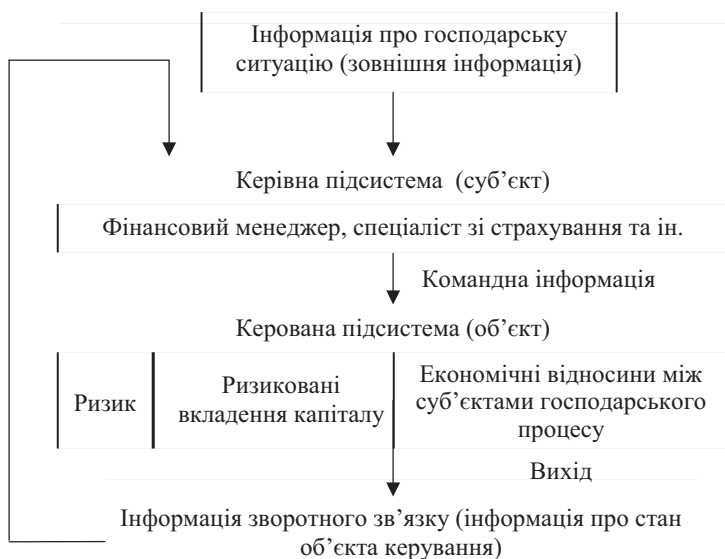 Інформація про господарську
ситуацію (зовнішня інформація)
Керівна підсистема (суб’єкт)
Фінансовий менеджер, спеціаліст зі страхування та ін.
Командна інформація
Керована підсистема (об’єкт)
Ризик
Ризиковані
вкладення капіталу
Економічні відносини між
суб’єктами господарського
процесу
Вихід
Інформація зворотного зв’язку (інформація про стан
об’єкта керування)